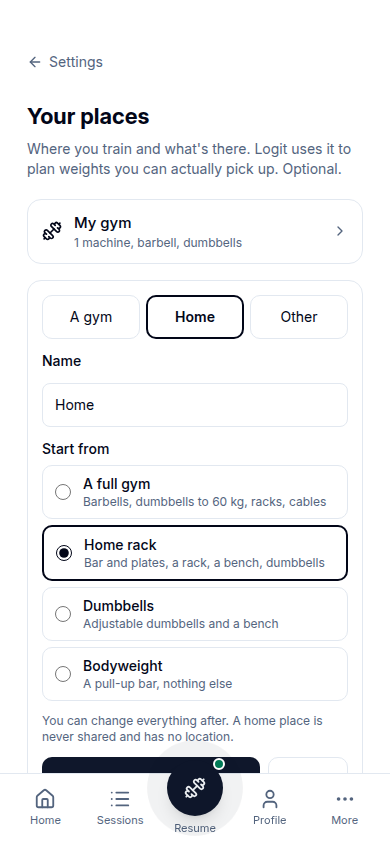 Settings
Your places
Where you train and what's there. Logit uses it to
plan weights you can actually pick up. Optional.
My gym
1 machine, barbell, dumbbells
A gym
Home
Other
Name
Home
Start from
A full gym
Barbells, dumbbells to 60 kg, racks, cables
Home rack
Bar and plates, a rack, a bench, dumbbells
Dumbbells
Adjustable dumbbells and a bench
Bodyweight
A pull-up bar, nothing else
You can change everything after. A home place is
never shared and has no location.
Home
Sessions
Resume
Profile
More